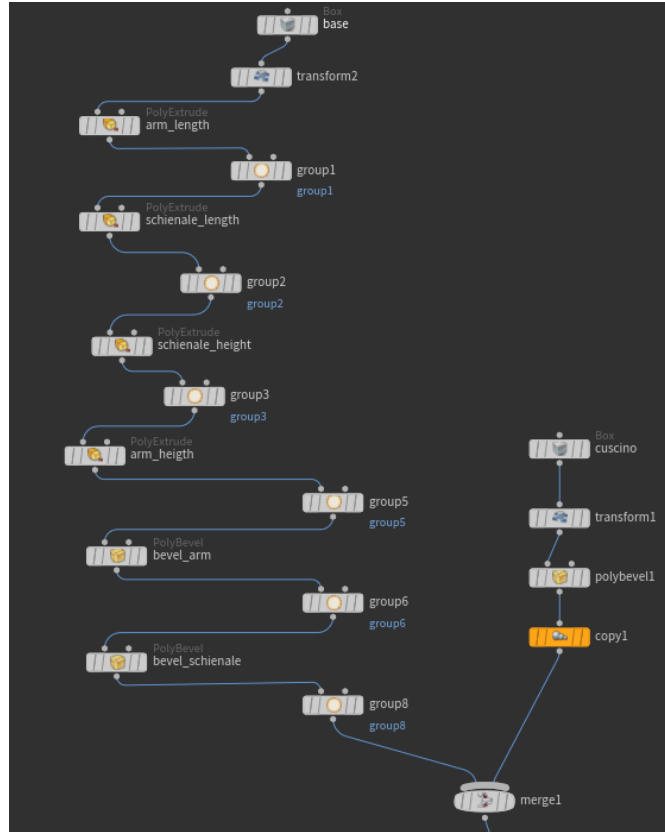 Box
base
transform2
PolyExtrude
arm_length
group1
group1
PolyExtrude
schienale_length
group2
group2
PolyExtrude
schienale_height
group3
group3
PolyExtrude
arm_heigth
Box
cuscino
group5
group5
transform1
PolyBevel
bevel_arm
polybevel1
group6
group6
copy1
PolyBevel
bevel_schienale
group8
group8
merge1